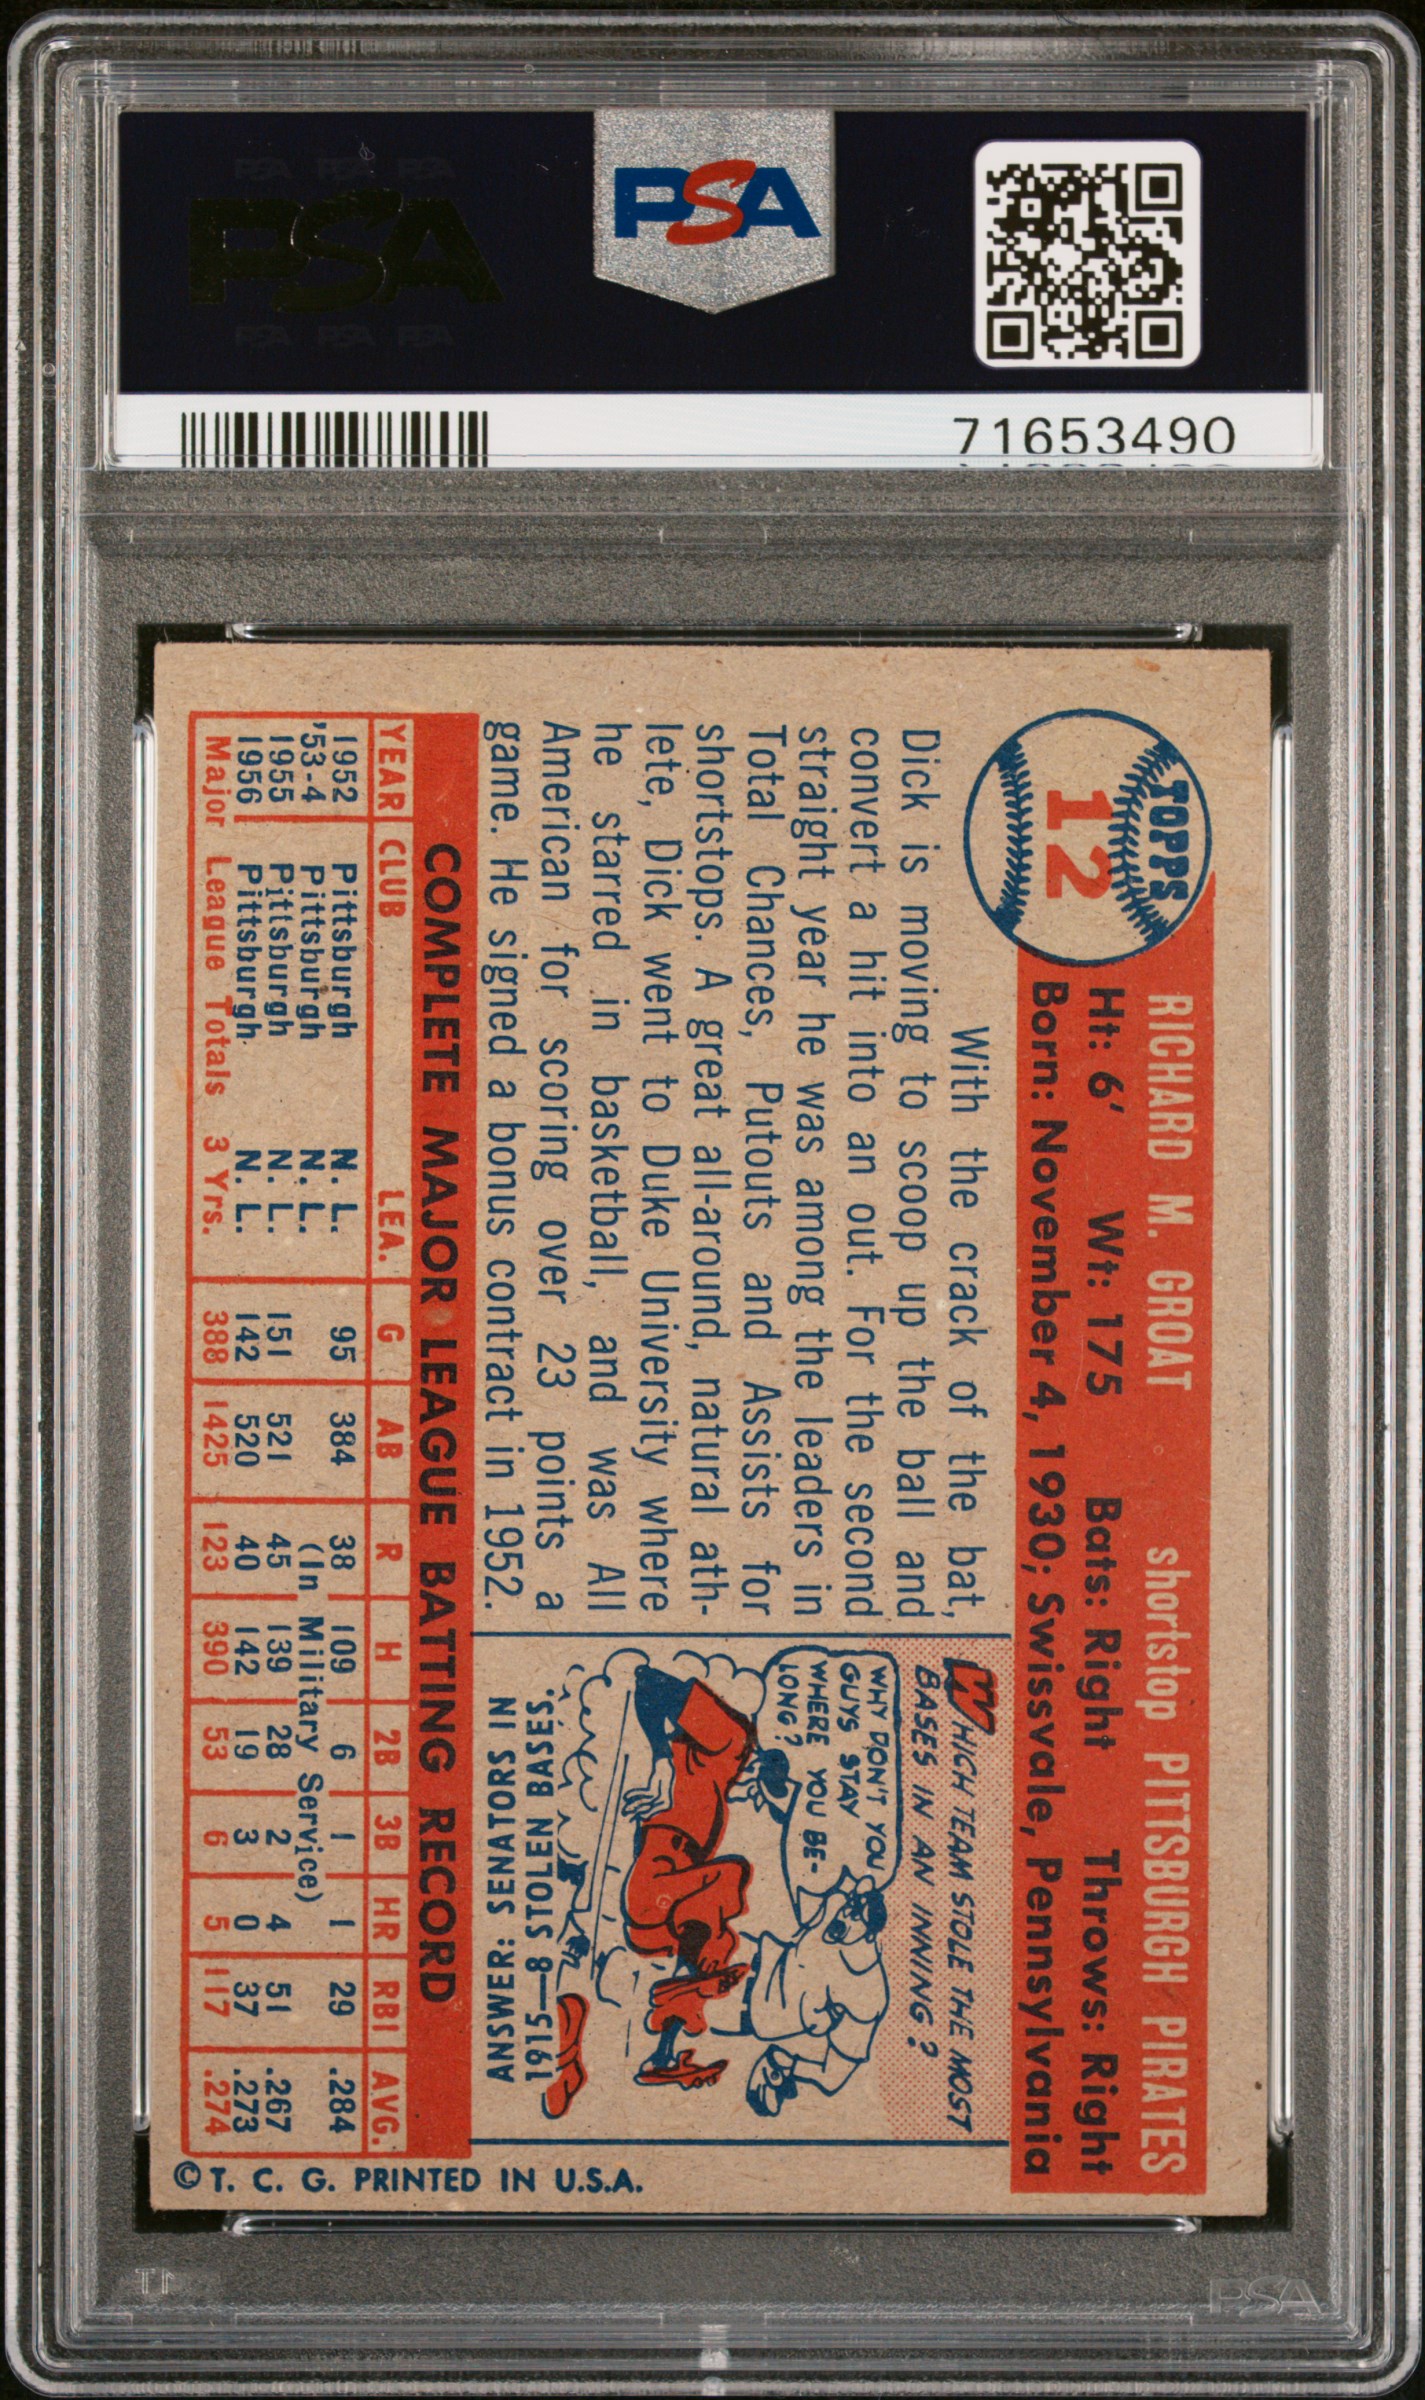 PSA PSA PSA
PSA
PSA PSA PSA
PSA
71653490
TOPPS
12
RICHARD M. GROAT shortstop PITTSBURGH PIRATES
Ht: 6' Wt: 175 Bats: Right Throws: Right
Born: November 4, 1930; Swissvale, Pennsylvania
With the crack of the bat,
Dick is moving to scoop up the ball and
convert a hit into an out. For the second
straight year he was among the leaders in
Total Chances, Putouts and Assists for
shortstops. A great all-around, natural ath-
lete, Dick went to Duke University where
he starred in basketball, and was All
American for scoring over 23 points a
game. He signed a bonus contract in 1952.
WHICH TEAM STOLE THE MOST
BASES IN AN INNING?
WHY DON'T YOU
GUYS STAY
WHERE YOU BE-
LONG?
ANSWER: SENATORS IN
1915—8 STOLEN BASES.
COMPLETE MAJOR LEAGUE BATTING RECORD
YEAR CLUB LEA. G AB R H 2B 3B HR RBI AVG.
1952 Pittsburgh N. L. 95 384 38 109 6 1 1 29 .284
'53-4 Pittsburgh N. L. (In Military Service)
1955 Pittsburgh N. L. 151 521 45 139 28 2 4 51 .267
1956 Pittsburgh N. L. 142 520 40 142 19 3 0 37 .273
Major League Totals 3 Yrs. 388 1425 123 390 53 6 5 117 .274
© T. C. G. PRINTED IN U.S.A.
PSA